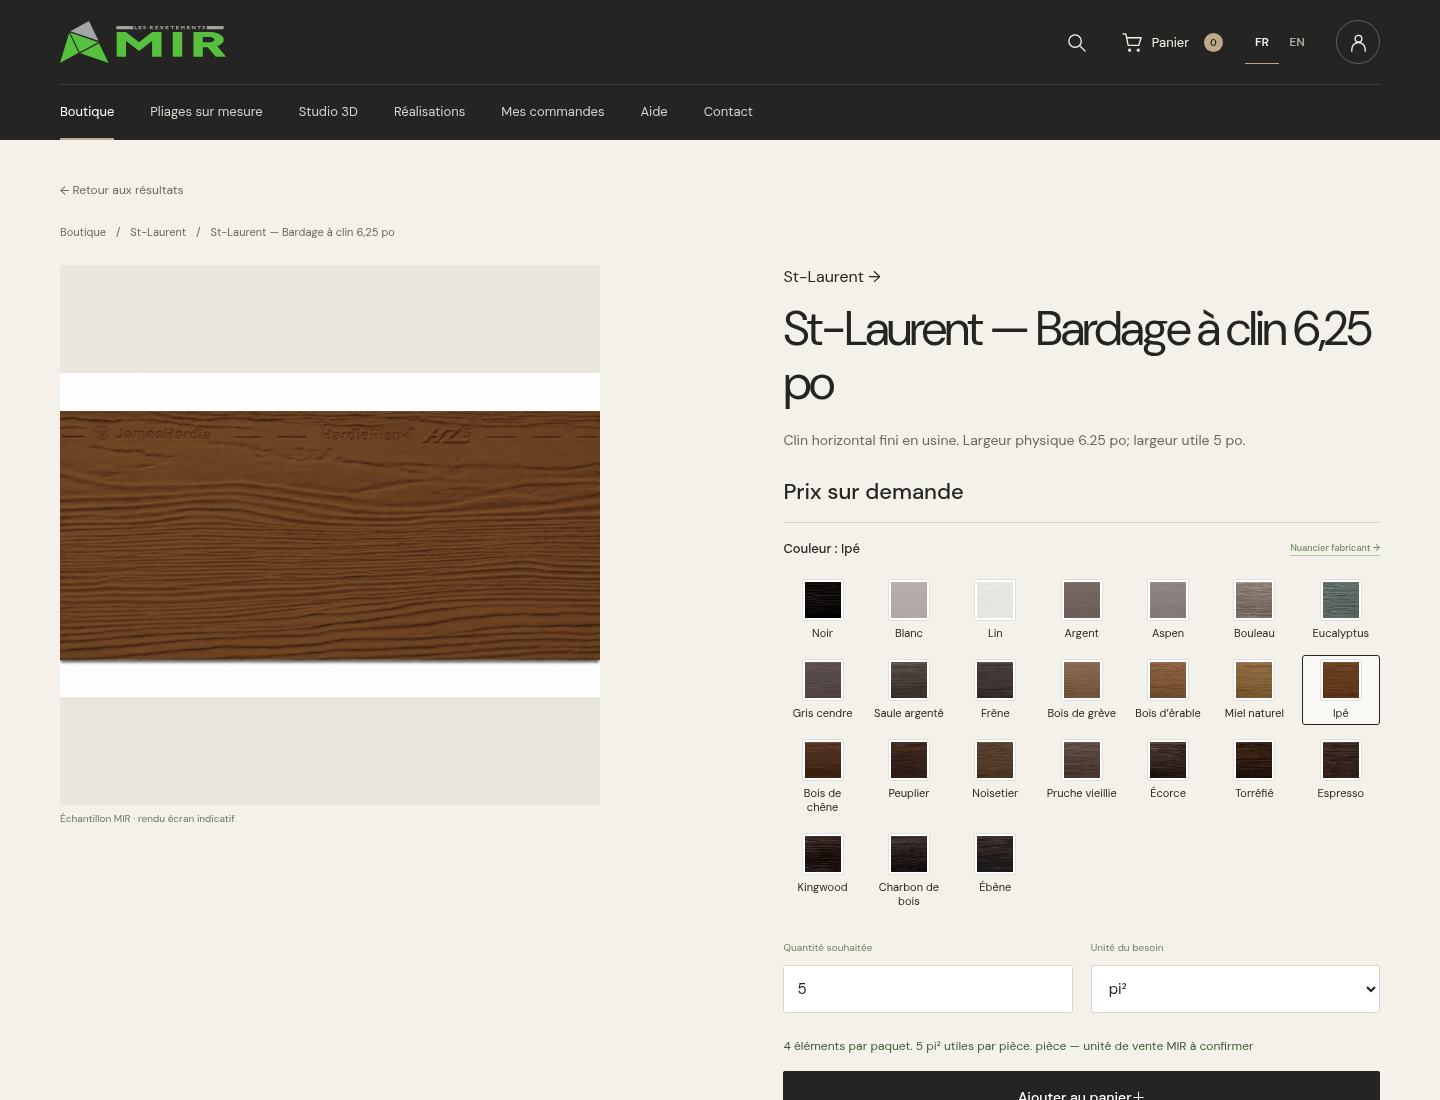 LES REVETEMENTS
MIR
Panier 0
FR EN
Boutique Pliages sur mesure Studio 3D Réalisations Mes commandes Aide Contact
← Retour aux résultats
Boutique / St-Laurent / St-Laurent — Bardage à clin 6,25 po
JamesHardie HardiePlank HZ5
Échantillon MIR · rendu écran indicatif
St-Laurent →
St-Laurent — Bardage à clin 6,25
po
Clin horizontal fini en usine. Largeur physique 6.25 po; largeur utile 5 po.
Prix sur demande
Couleur : Ipé
Nuancier fabricant →
Noir Blanc Lin Argent Aspen Bouleau Eucalyptus
Gris cendre Saule argenté Frêne Bois de grève Bois d’érable Miel naturel Ipé
Bois de chêne Peuplier Noisetier Pruche vieillie Écorce Torréfié Espresso
Kingwood Charbon de bois Ébène
Quantité souhaitée Unité du besoin
5 pi²
4 éléments par paquet. 5 pi² utiles par pièce. pièce — unité de vente MIR à confirmer
Ajouter au panier+